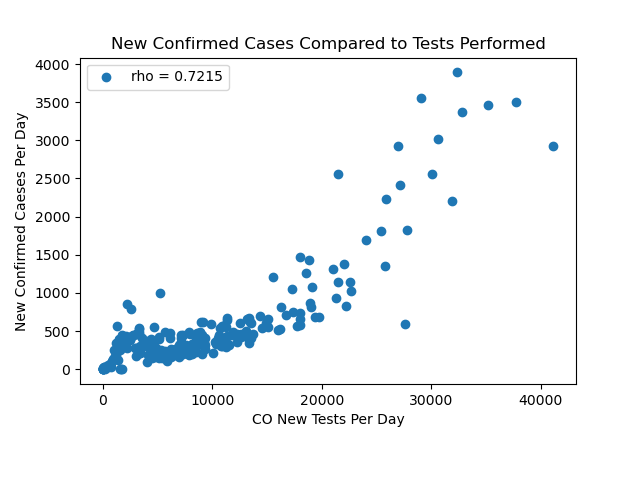 New Confirmed Cases Compared to Tests Performed
rho = 0.7215
New Confirmed Caeses Per Day
4000
3500
3000
2500
2000
1500
1000
500
0
0 10000 20000 30000 40000
CO New Tests Per Day